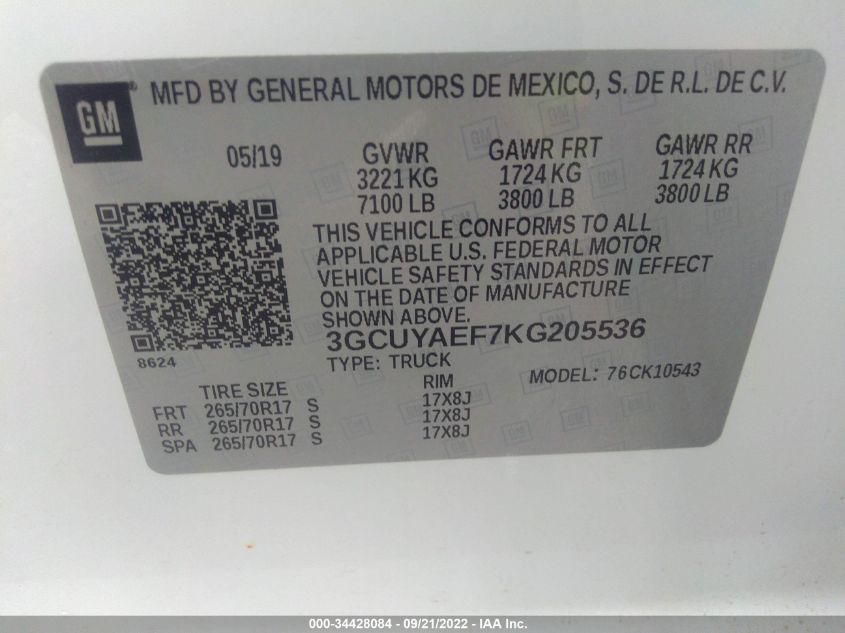 GM® MFD BY GENERAL MOTORS DE MEXICO, S. DE R.L. DE C.V.
05/19 GVWR GAWR FRT GAWR RR
3221 KG 1724 KG 1724 KG
7100 LB 3800 LB 3800 LB
THIS VEHICLE CONFORMS TO ALL
APPLICABLE U.S. FEDERAL MOTOR
VEHICLE SAFETY STANDARDS IN EFFECT
ON THE DATE OF MANUFACTURE
SHOWN ABOVE.
3GCUYAEF7KG205536
8624 TYPE: TRUCK MODEL: 76CK10543
TIRE SIZE RIM
FRT 265/70R17 S 17X8J
RR 265/70R17 S 17X8J
SPA 265/70R17 S 17X8J
000-34428084 - 09/21/2022 - IAA Inc.